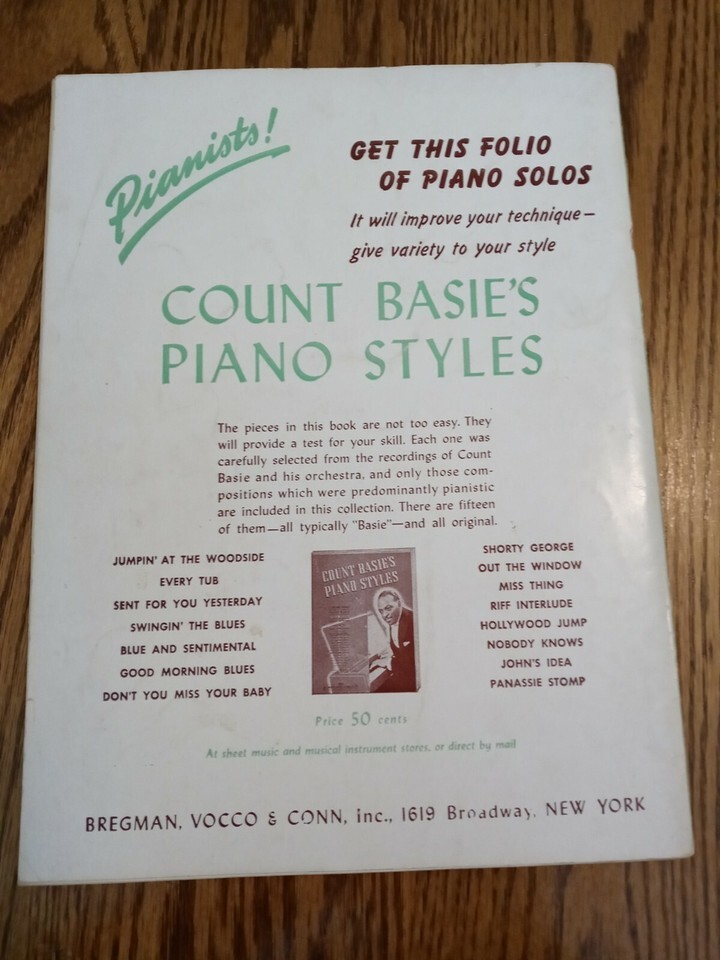 Pianists!
GET THIS FOLIO
OF PIANO SOLOS
It will improve your technique—
give variety to your style
COUNT BASIE'S
PIANO STYLES
The pieces in this book are not too easy. They
will provide a test for your skill. Each one was
carefully selected from the recordings of Count
Basie and his orchestra, and only those com-
positions which were predominantly pianistic
are included in this collection. There are fifteen
of them—all typically "Basie"—and all original.
JUMPIN' AT THE WOODSIDE
EVERY TUB
SENT FOR YOU YESTERDAY
SWINGIN' THE BLUES
BLUE AND SENTIMENTAL
GOOD MORNING BLUES
DON'T YOU MISS YOUR BABY
COUNT BASIE'S
PIANO STYLES
SHORTY GEORGE
OUT THE WINDOW
MISS THING
RIFF INTERLUDE
HOLLYWOOD JUMP
NOBODY KNOWS
JOHN'S IDEA
PANASSIE STOMP
Price 50 cents
At sheet music and musical instrument stores, or direct by mail
BREGMAN, VOCCO & CONN, inc., 1619 Broadway, NEW YORK